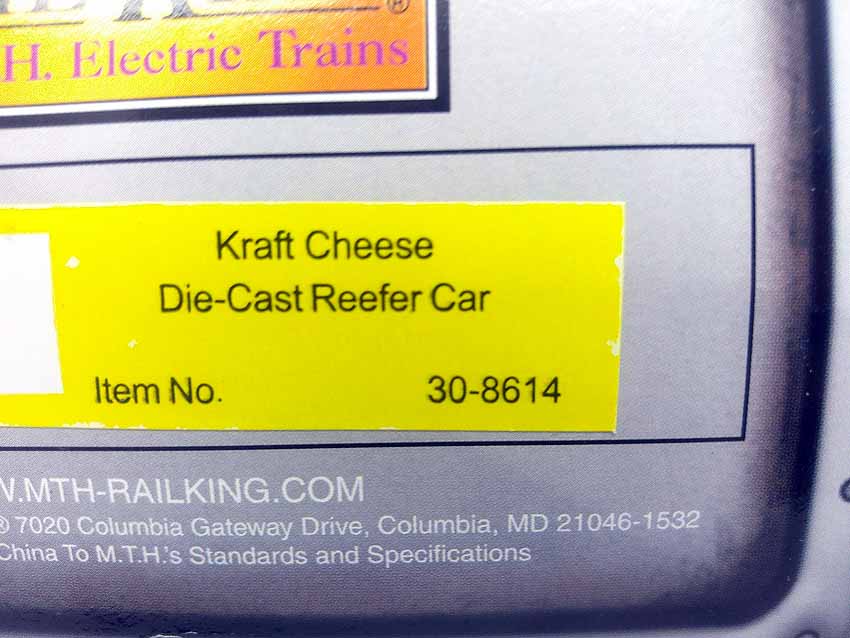 H. Electric Trains
Kraft Cheese
Die-Cast Reefer Car
Item No. 30-8614
W.MTH-RAILKING.COM
® 7020 Columbia Gateway Drive, Columbia, MD 21046-1532
China To M.T.H.'s Standards and Specifications